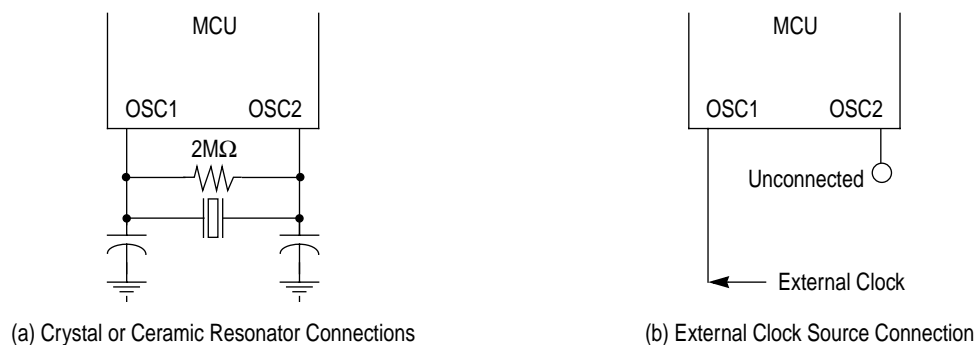 MCU
OSC1
OSC2
2MΩ
(a) Crystal or Ceramic Resonator Connections
MCU
OSC1
OSC2
Unconnected
External Clock
(b) External Clock Source Connection